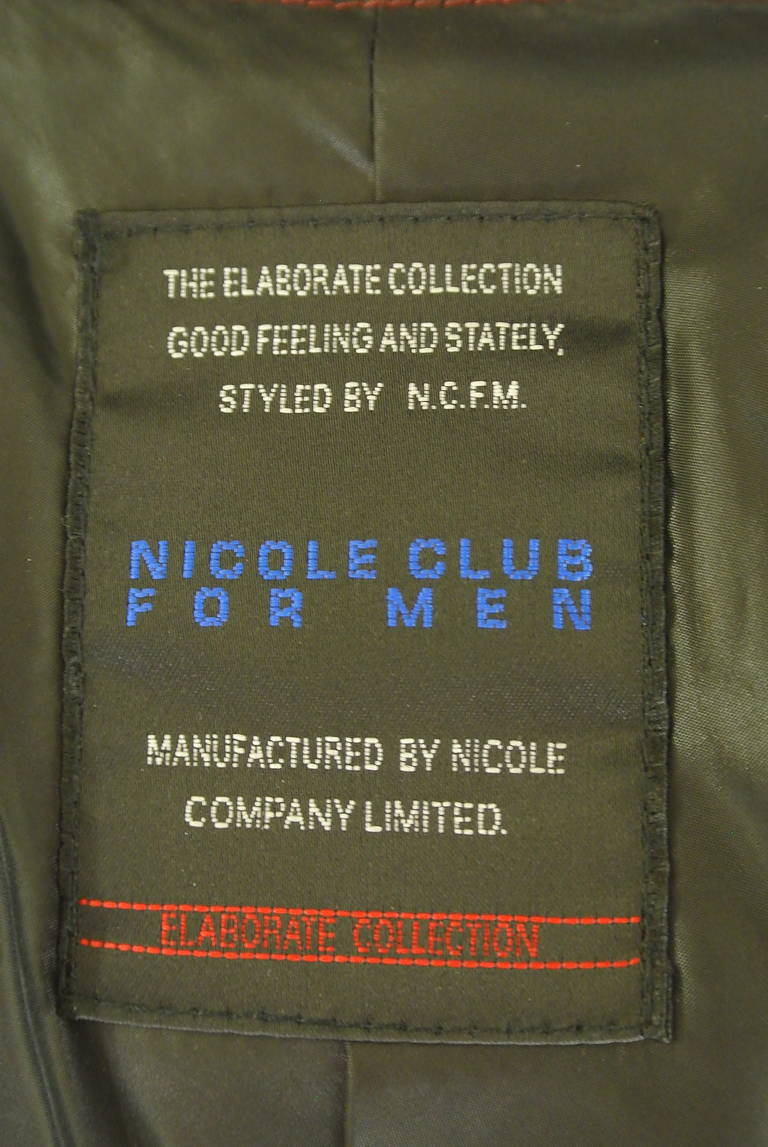 THE ELABORATE COLLECTION
GOOD FEELING AND STATELY,
STYLED BY N.C.F.M.
NICOLE CLUB
FOR MEN
MANUFACTURED BY NICOLE
COMPANY LIMITED.
ELABORATE COLLECTION